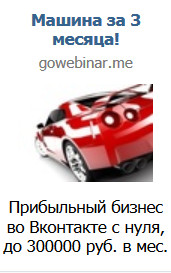 Машина за 3
месяца!
gowebinar.me
Прибыльный бизнес
во Вконтакте с нуля,
до 300000 руб. в мес.